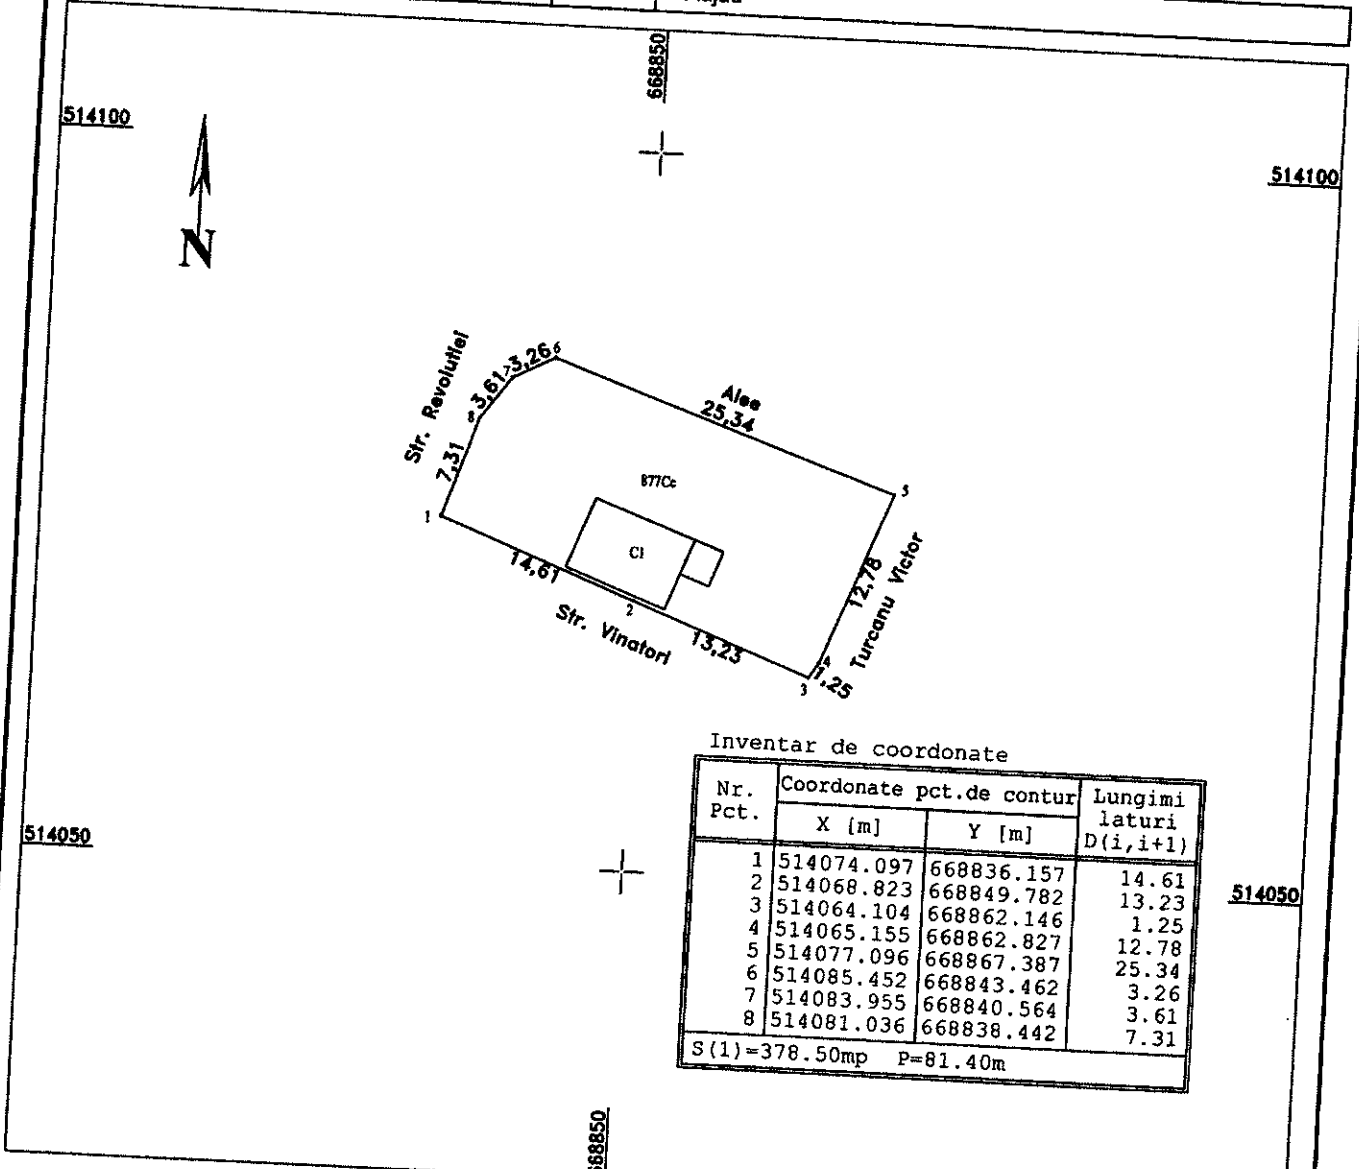 668850
514100
514100
N
Str. Revolutiei
3,26
6
7
3,61
8
7,31
Alee
25,34
877Cc
5
1
C1
14,61
2
Str. Vinatori
13,23
12,78
Turcanu Victor
4
1,25
3
Inventar de coordonate
Nr. Pct. Coordonate pct.de contur Lungimi laturi D(i,i+1)
X [m] Y [m]
1 514074.097 668836.157 14.61
2 514068.823 668849.782 13.23
3 514064.104 668862.146 1.25
4 514065.155 668862.827 12.78
5 514077.096 668867.387 25.34
6 514085.452 668843.462 3.26
7 514083.955 668840.564 3.61
8 514081.036 668838.442 7.31
S(1)=378.50mp P=81.40m
514050
514050
668850